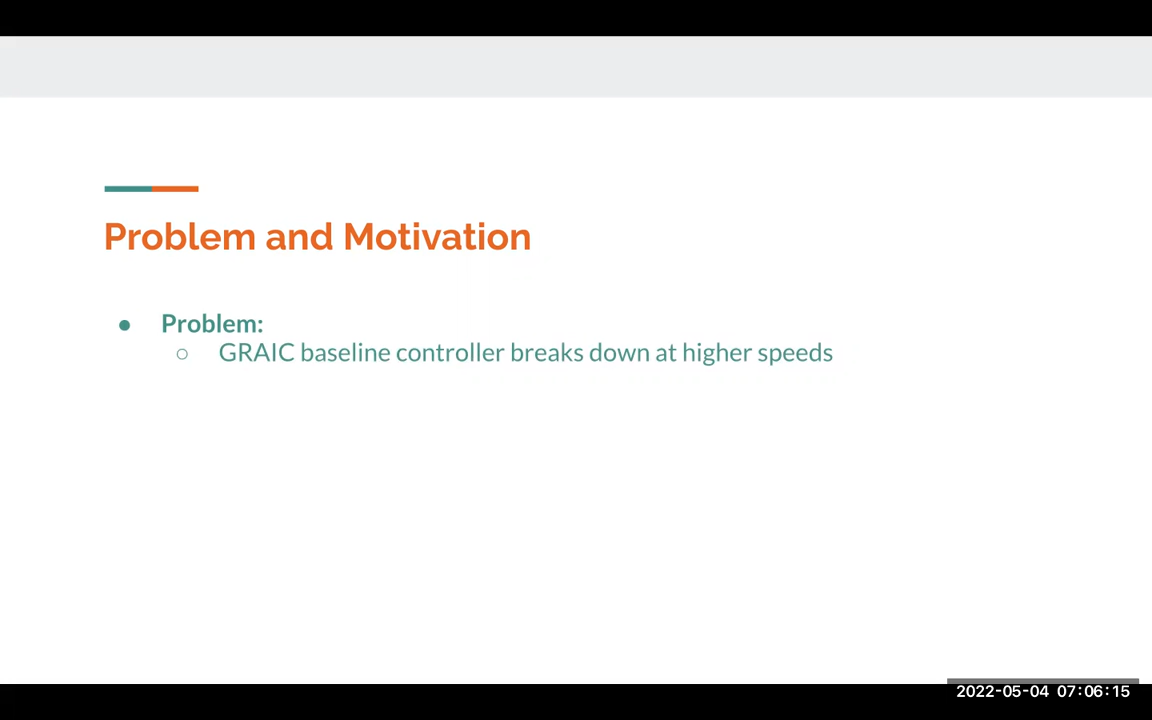 Problem and Motivation
● Problem:
○ GRAIC baseline controller breaks down at higher speeds
2022-05-04 07:06:15